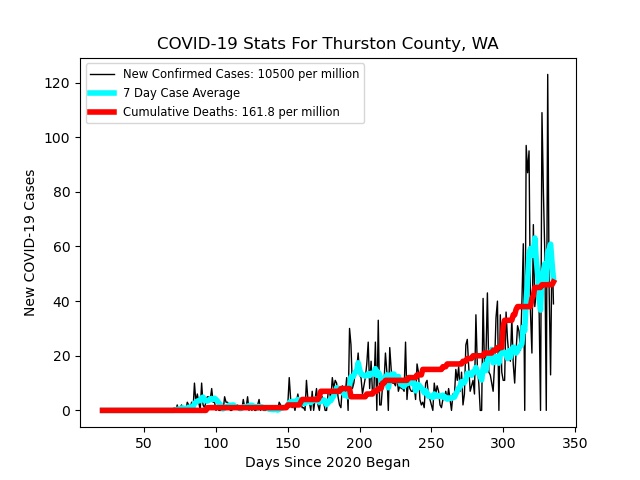 COVID-19 Stats For Thurston County, WA
New Confirmed Cases: 10500 per million
7 Day Case Average
Cumulative Deaths: 161.8 per million
New COVID-19 Cases
120
100
80
60
40
20
0
50
100
150
200
250
300
350
Days Since 2020 Began